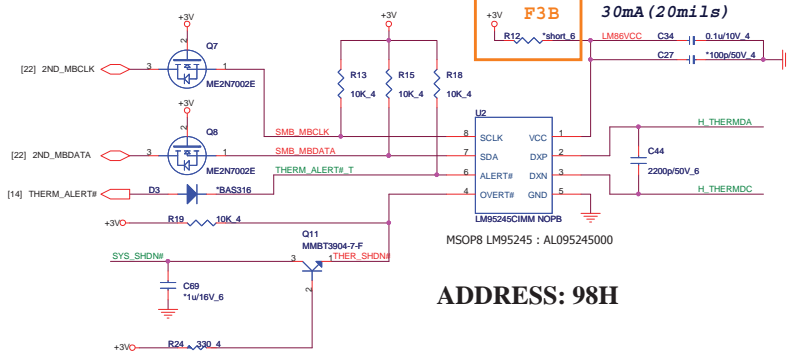 +3V
+3V
+3V
F3B
30mA(20mils)
R12
*short_6
LM86VCC
C34
0.1u/10V_4
C27
*100p/50V_4
Q7
2
[22] 2ND_MBCLK
3
1
ME2N7002E
R13
10K_4
R15
10K_4
R18
10K_4
+3V
Q8
2
[22] 2ND_MBDATA
3
1
ME2N7002E
SMB_MBCLK
SMB_MBDATA
THERM_ALERT#_T
[14] THERM_ALERT#
D3
*BAS316
U2
8
SCLK
VCC
1
7
SDA
DXP
2
6
ALERT#
DXN
3
4
OVERT#
GND
5
LM95245CIMM NOPB
H_THERMDA
C44
2200p/50V_6
H_THERMDC
MSOP8 LM95245 : AL095245000
+3V
R19
10K_4
Q11
MMBT3904-7-F
SYS_SHDN#
3
1
THER_SHDN#
2
C69
*1u/16V_6
ADDRESS: 98H
+3V
R24
330_4